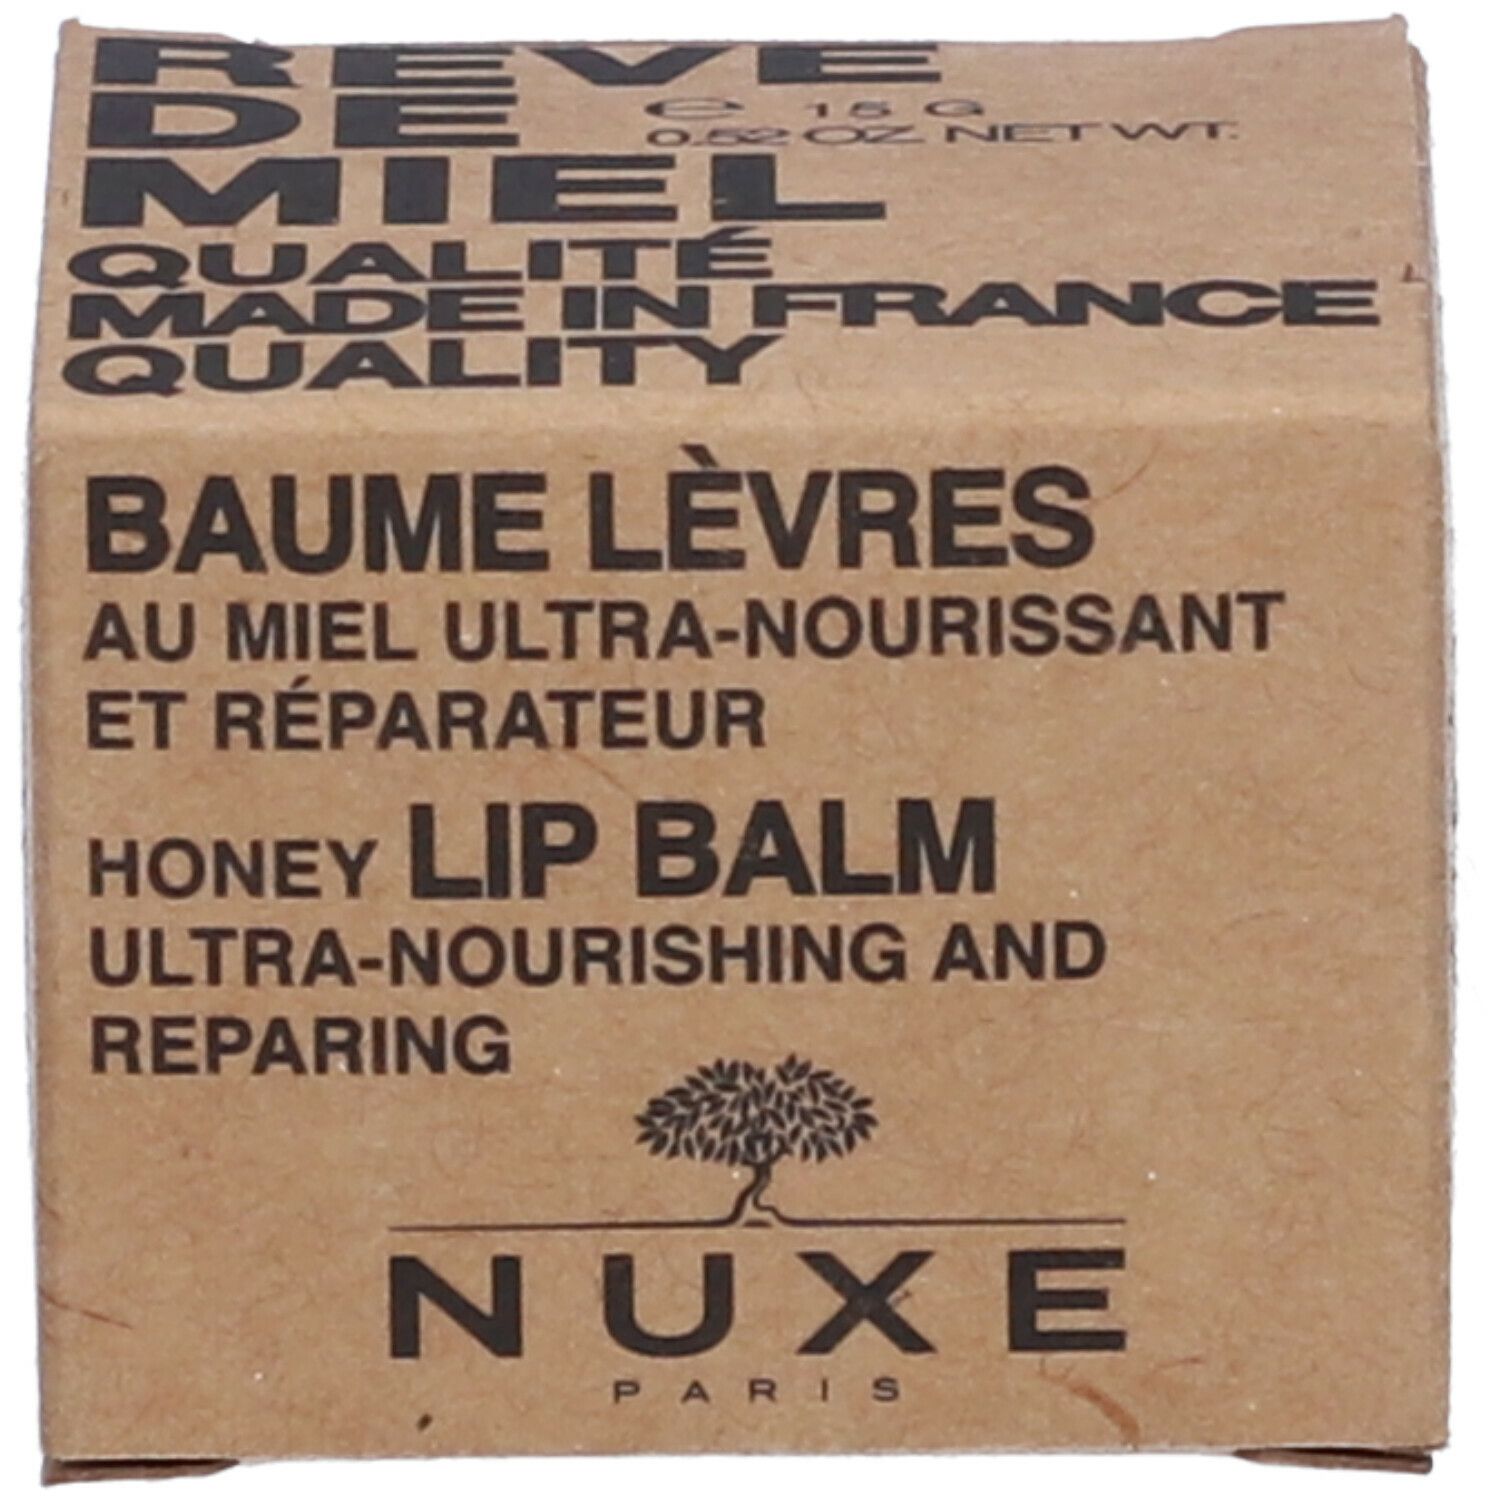 REVE
DE
℮ 15 G
0.52 OZ NET WT.
MIEL
QUALITÉ
MADE IN FRANCE
QUALITY
BAUME LÈVRES
AU MIEL ULTRA-NOURISSANT
ET RÉPARATEUR
HONEY LIP BALM
ULTRA-NOURISHING AND
REPARING
NUXE
PARIS